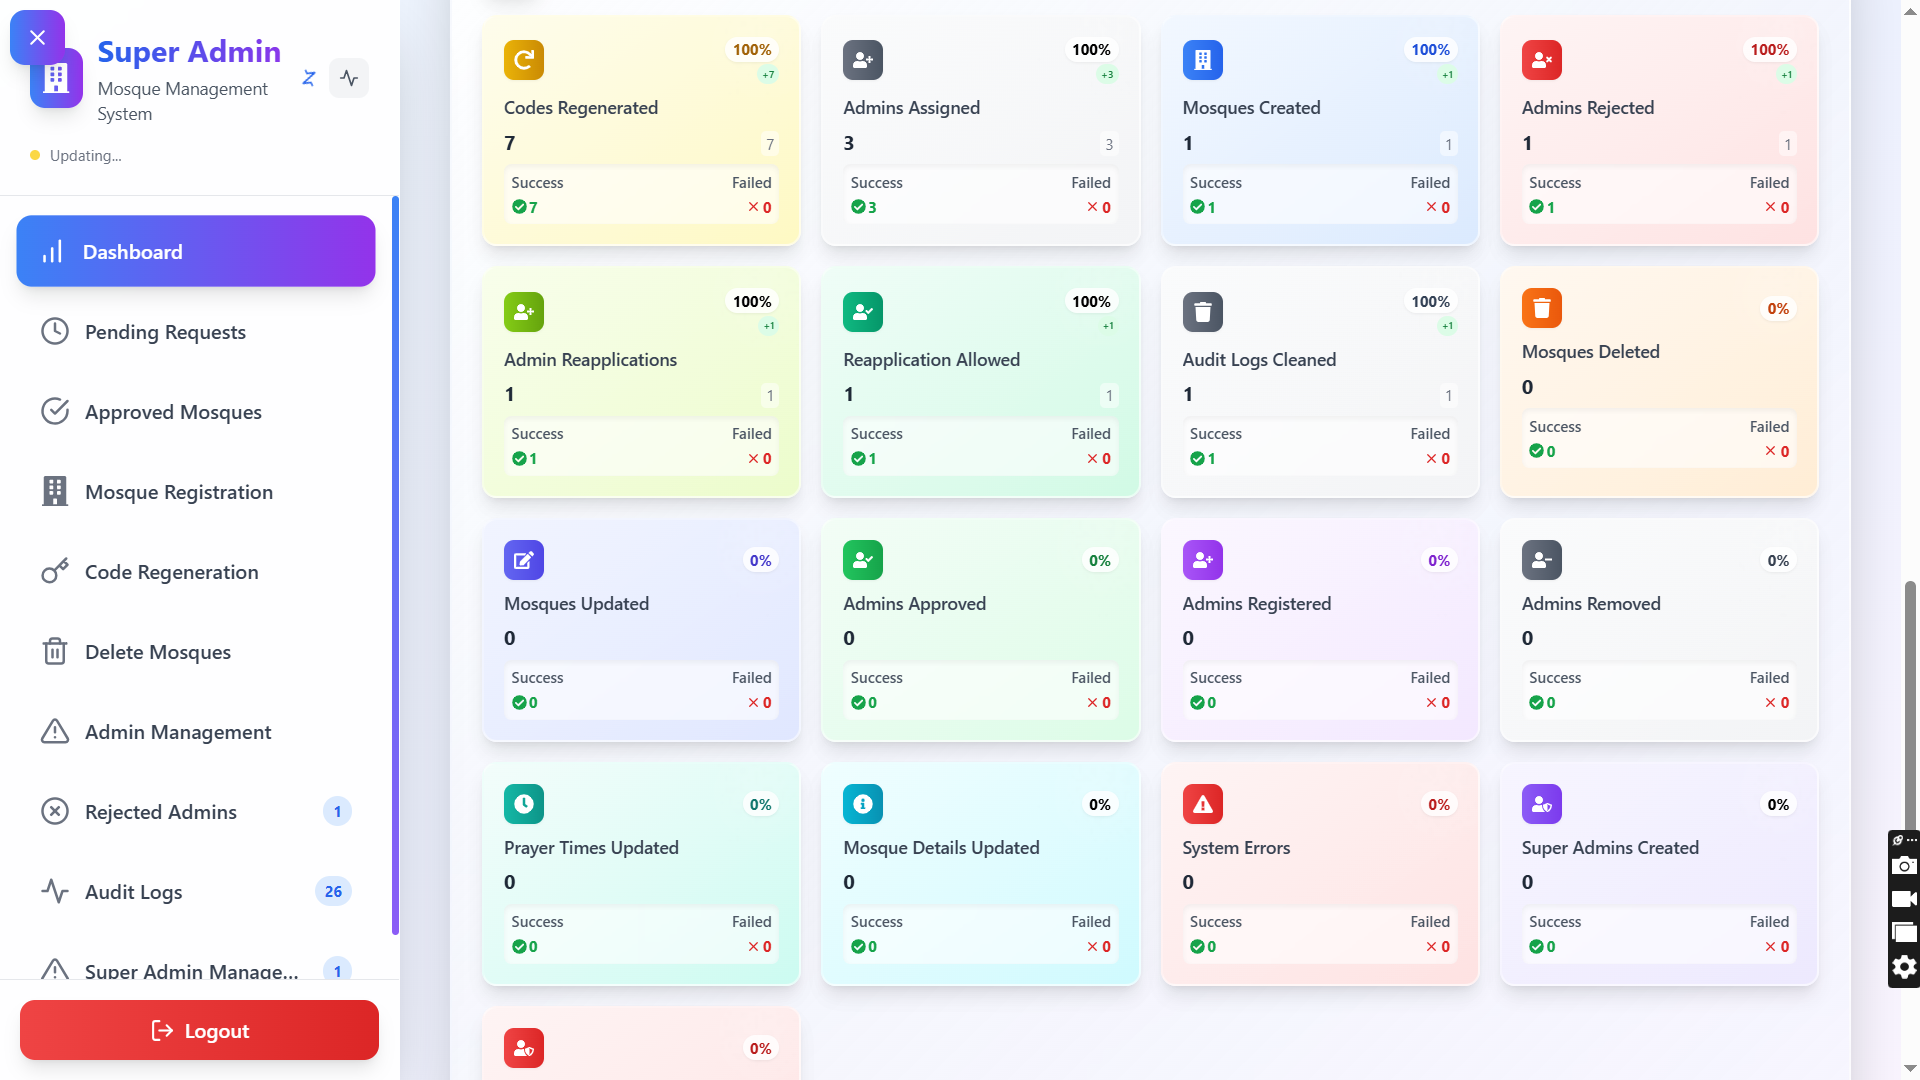 Super Admin
Mosque Management
System
Updating...
Dashboard
Pending Requests
Approved Mosques
Mosque Registration
Code Regeneration
Delete Mosques
Admin Management
Rejected Admins 1
Audit Logs 26
Super Admin Manage... 1
Logout
100% 100% 100% 100%
+7 +3 +1 +1
Codes Regenerated Admins Assigned Mosques Created Admins Rejected
7 7 3 3 1 1 1 1
Success Failed Success Failed Success Failed Success Failed
7 0 3 0 1 0 1 0
100% 100% 100% 0%
+1 +1 +1
Admin Reapplications Reapplication Allowed Audit Logs Cleaned Mosques Deleted
1 1 1 1 1 1 0
Success Failed Success Failed Success Failed Success Failed
1 0 1 0 1 0 0 0
0% 0% 0% 0%
Mosques Updated Admins Approved Admins Registered Admins Removed
0 0 0 0
Success Failed Success Failed Success Failed Success Failed
0 0 0 0 0 0 0 0
0% 0% 0% 0%
Prayer Times Updated Mosque Details Updated System Errors Super Admins Created
0 0 0 0
Success Failed Success Failed Success Failed Success Failed
0 0 0 0 0 0 0 0
0%